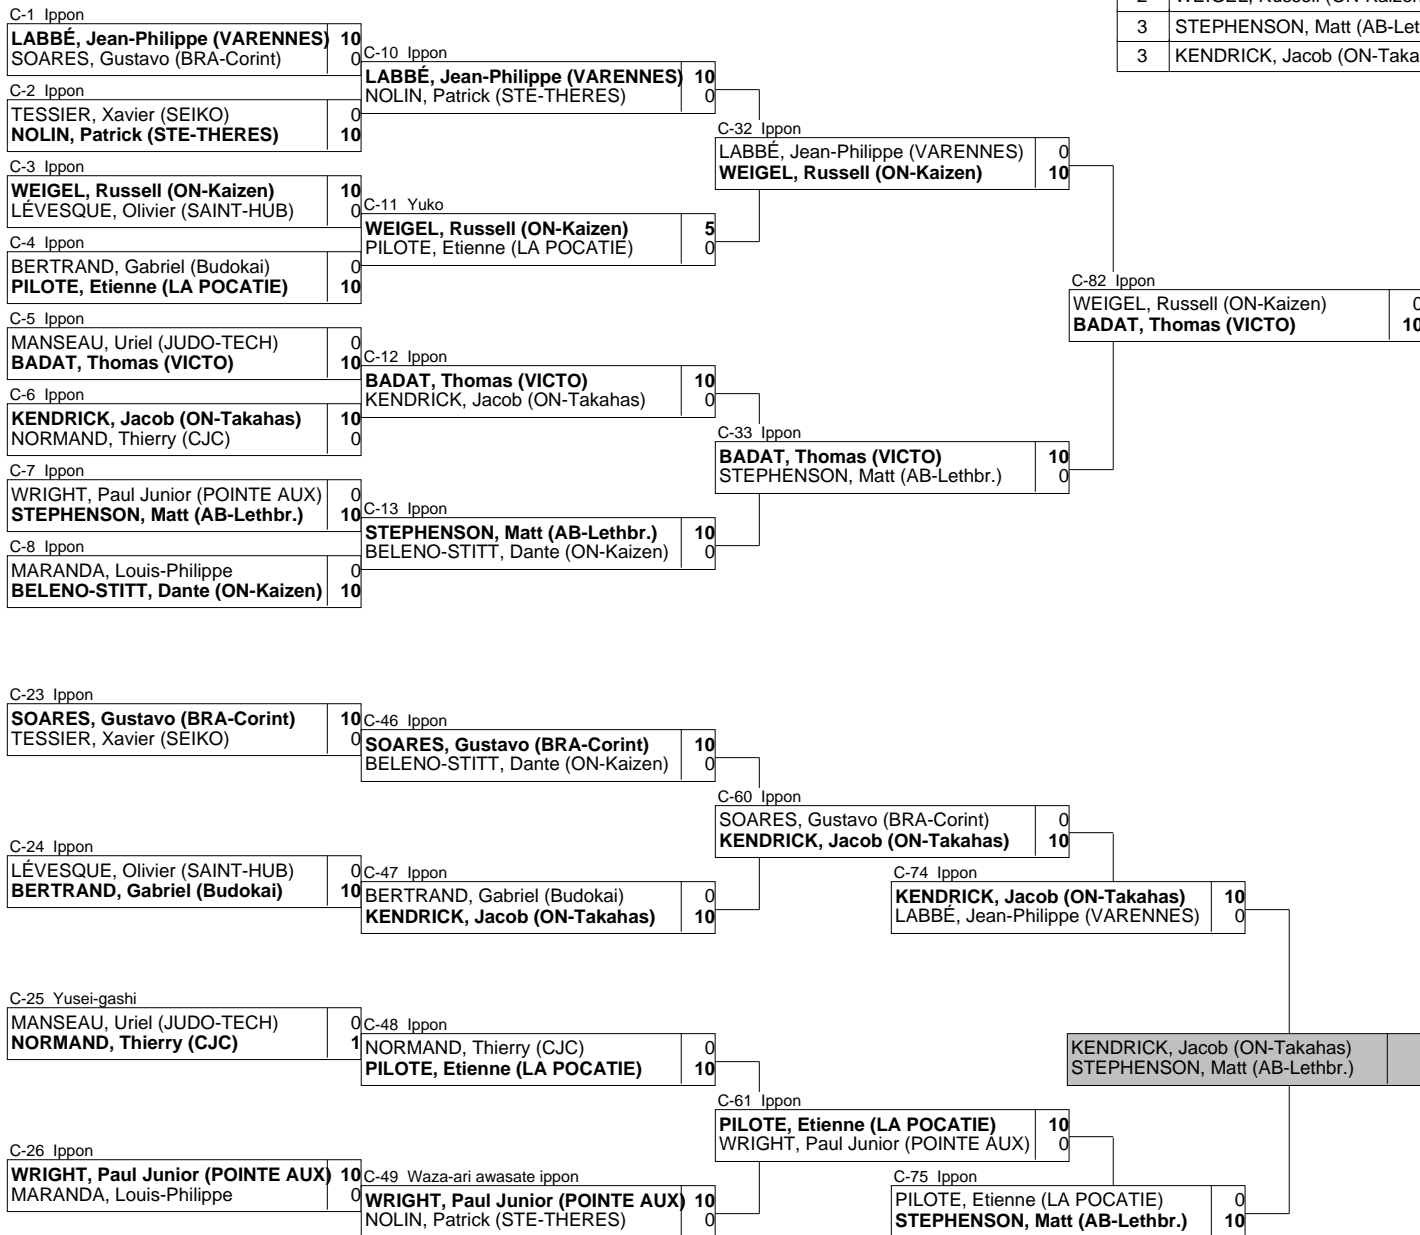 C-1 Ippon
LABBÉ, Jean-Philippe (VARENNES) 10
SOARES, Gustavo (BRA-Corint) 0
C-2 Ippon
TESSIER, Xavier (SEIKO) 0
NOLIN, Patrick (STE-THERES) 10
C-3 Ippon
WEIGEL, Russell (ON-Kaizen) 10
LÉVESQUE, Olivier (SAINT-HUB) 0
C-4 Ippon
BERTRAND, Gabriel (Budokai) 0
PILOTE, Etienne (LA POCATIE) 10
C-5 Ippon
MANSEAU, Uriel (JUDO-TECH) 0
BADAT, Thomas (VICTO) 10
C-6 Ippon
KENDRICK, Jacob (ON-Takahas) 10
NORMAND, Thierry (CJC) 0
C-7 Ippon
WRIGHT, Paul Junior (POINTE AUX) 0
STEPHENSON, Matt (AB-Lethbr.) 10
C-8 Ippon
MARANDA, Louis-Philippe 0
BELENO-STITT, Dante (ON-Kaizen) 10
C-10 Ippon
LABBÉ, Jean-Philippe (VARENNES) 10
NOLIN, Patrick (STE-THERES) 0
C-11 Yuko
WEIGEL, Russell (ON-Kaizen) 5
PILOTE, Etienne (LA POCATIE) 0
C-12 Ippon
BADAT, Thomas (VICTO) 10
KENDRICK, Jacob (ON-Takahas) 0
C-13 Ippon
STEPHENSON, Matt (AB-Lethbr.) 10
BELENO-STITT, Dante (ON-Kaizen) 0
C-32 Ippon
LABBÉ, Jean-Philippe (VARENNES) 0
WEIGEL, Russell (ON-Kaizen) 10
C-33 Ippon
BADAT, Thomas (VICTO) 10
STEPHENSON, Matt (AB-Lethbr.) 0
C-82 Ippon
WEIGEL, Russell (ON-Kaizen) 0
BADAT, Thomas (VICTO) 10
3 STEPHENSON, Matt (AB-Let
3 KENDRICK, Jacob (ON-Taka
C-23 Ippon
SOARES, Gustavo (BRA-Corint) 10
TESSIER, Xavier (SEIKO) 0
C-24 Ippon
LÉVESQUE, Olivier (SAINT-HUB) 0
BERTRAND, Gabriel (Budokai) 10
C-25 Yusei-gashi
MANSEAU, Uriel (JUDO-TECH) 0
NORMAND, Thierry (CJC) 1
C-26 Ippon
WRIGHT, Paul Junior (POINTE AUX) 10
MARANDA, Louis-Philippe 0
C-46 Ippon
SOARES, Gustavo (BRA-Corint) 10
BELENO-STITT, Dante (ON-Kaizen) 0
C-47 Ippon
BERTRAND, Gabriel (Budokai) 0
KENDRICK, Jacob (ON-Takahas) 10
C-48 Ippon
NORMAND, Thierry (CJC) 0
PILOTE, Etienne (LA POCATIE) 10
C-49 Waza-ari awasate ippon
WRIGHT, Paul Junior (POINTE AUX) 10
NOLIN, Patrick (STE-THERES) 0
C-60 Ippon
SOARES, Gustavo (BRA-Corint) 0
KENDRICK, Jacob (ON-Takahas) 10
C-61 Ippon
PILOTE, Etienne (LA POCATIE) 10
WRIGHT, Paul Junior (POINTE AUX) 0
C-74 Ippon
KENDRICK, Jacob (ON-Takahas) 10
LABBÉ, Jean-Philippe (VARENNES) 0
C-75 Ippon
PILOTE, Etienne (LA POCATIE) 0
STEPHENSON, Matt (AB-Lethbr.) 10
KENDRICK, Jacob (ON-Takahas)
STEPHENSON, Matt (AB-Lethbr.)